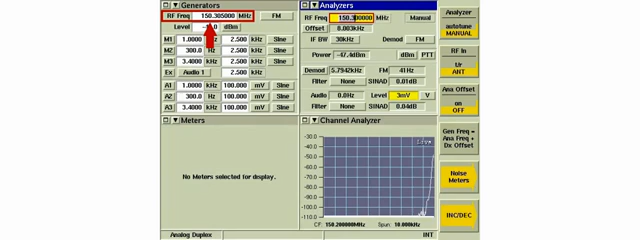 Generators
RF Freq 150.305000 MHz FM
Level dBm
M1 1.0000 kHz 2.500 kHz Sine
M2 300.0 Hz 2.500 kHz Sine
M3 3.4000 kHz 2.500 kHz Sine
Ex Audio 1 2.500 kHz
A1 1.0000 kHz 100.000 mV Sine
A2 300.0 Hz 100.000 mV Sine
A3 3.4000 kHz 100.000 mV Sine
Meters
No Meters selected for display.
Analyzers
RF Freq 150.300000 MHz Manual
Offset 0.003kHz
IF BW 30kHz Demod FM
Power -47.4dBm dBm PTT
Demod 5.7942kHz FM 41Hz
Filter None SINAD 0.01dB
Audio 0.0Hz Level 3mV V
Filter None SINAD 0.04dB
Channel Analyzer
-30.0
-40.0
-50.0
-60.0
-70.0
-80.0
-90.0
-100.0
-110.0
CF: 150.200000MHz Span: 10.000kHz
Analyzer
autotune
MANUAL
RF In
Ur
ANT
Ana Offset
on
OFF
Gen Freq =
Ana Freq +
Dx Offset
Noise
Meters
INC/DEC
Analog Duplex INT